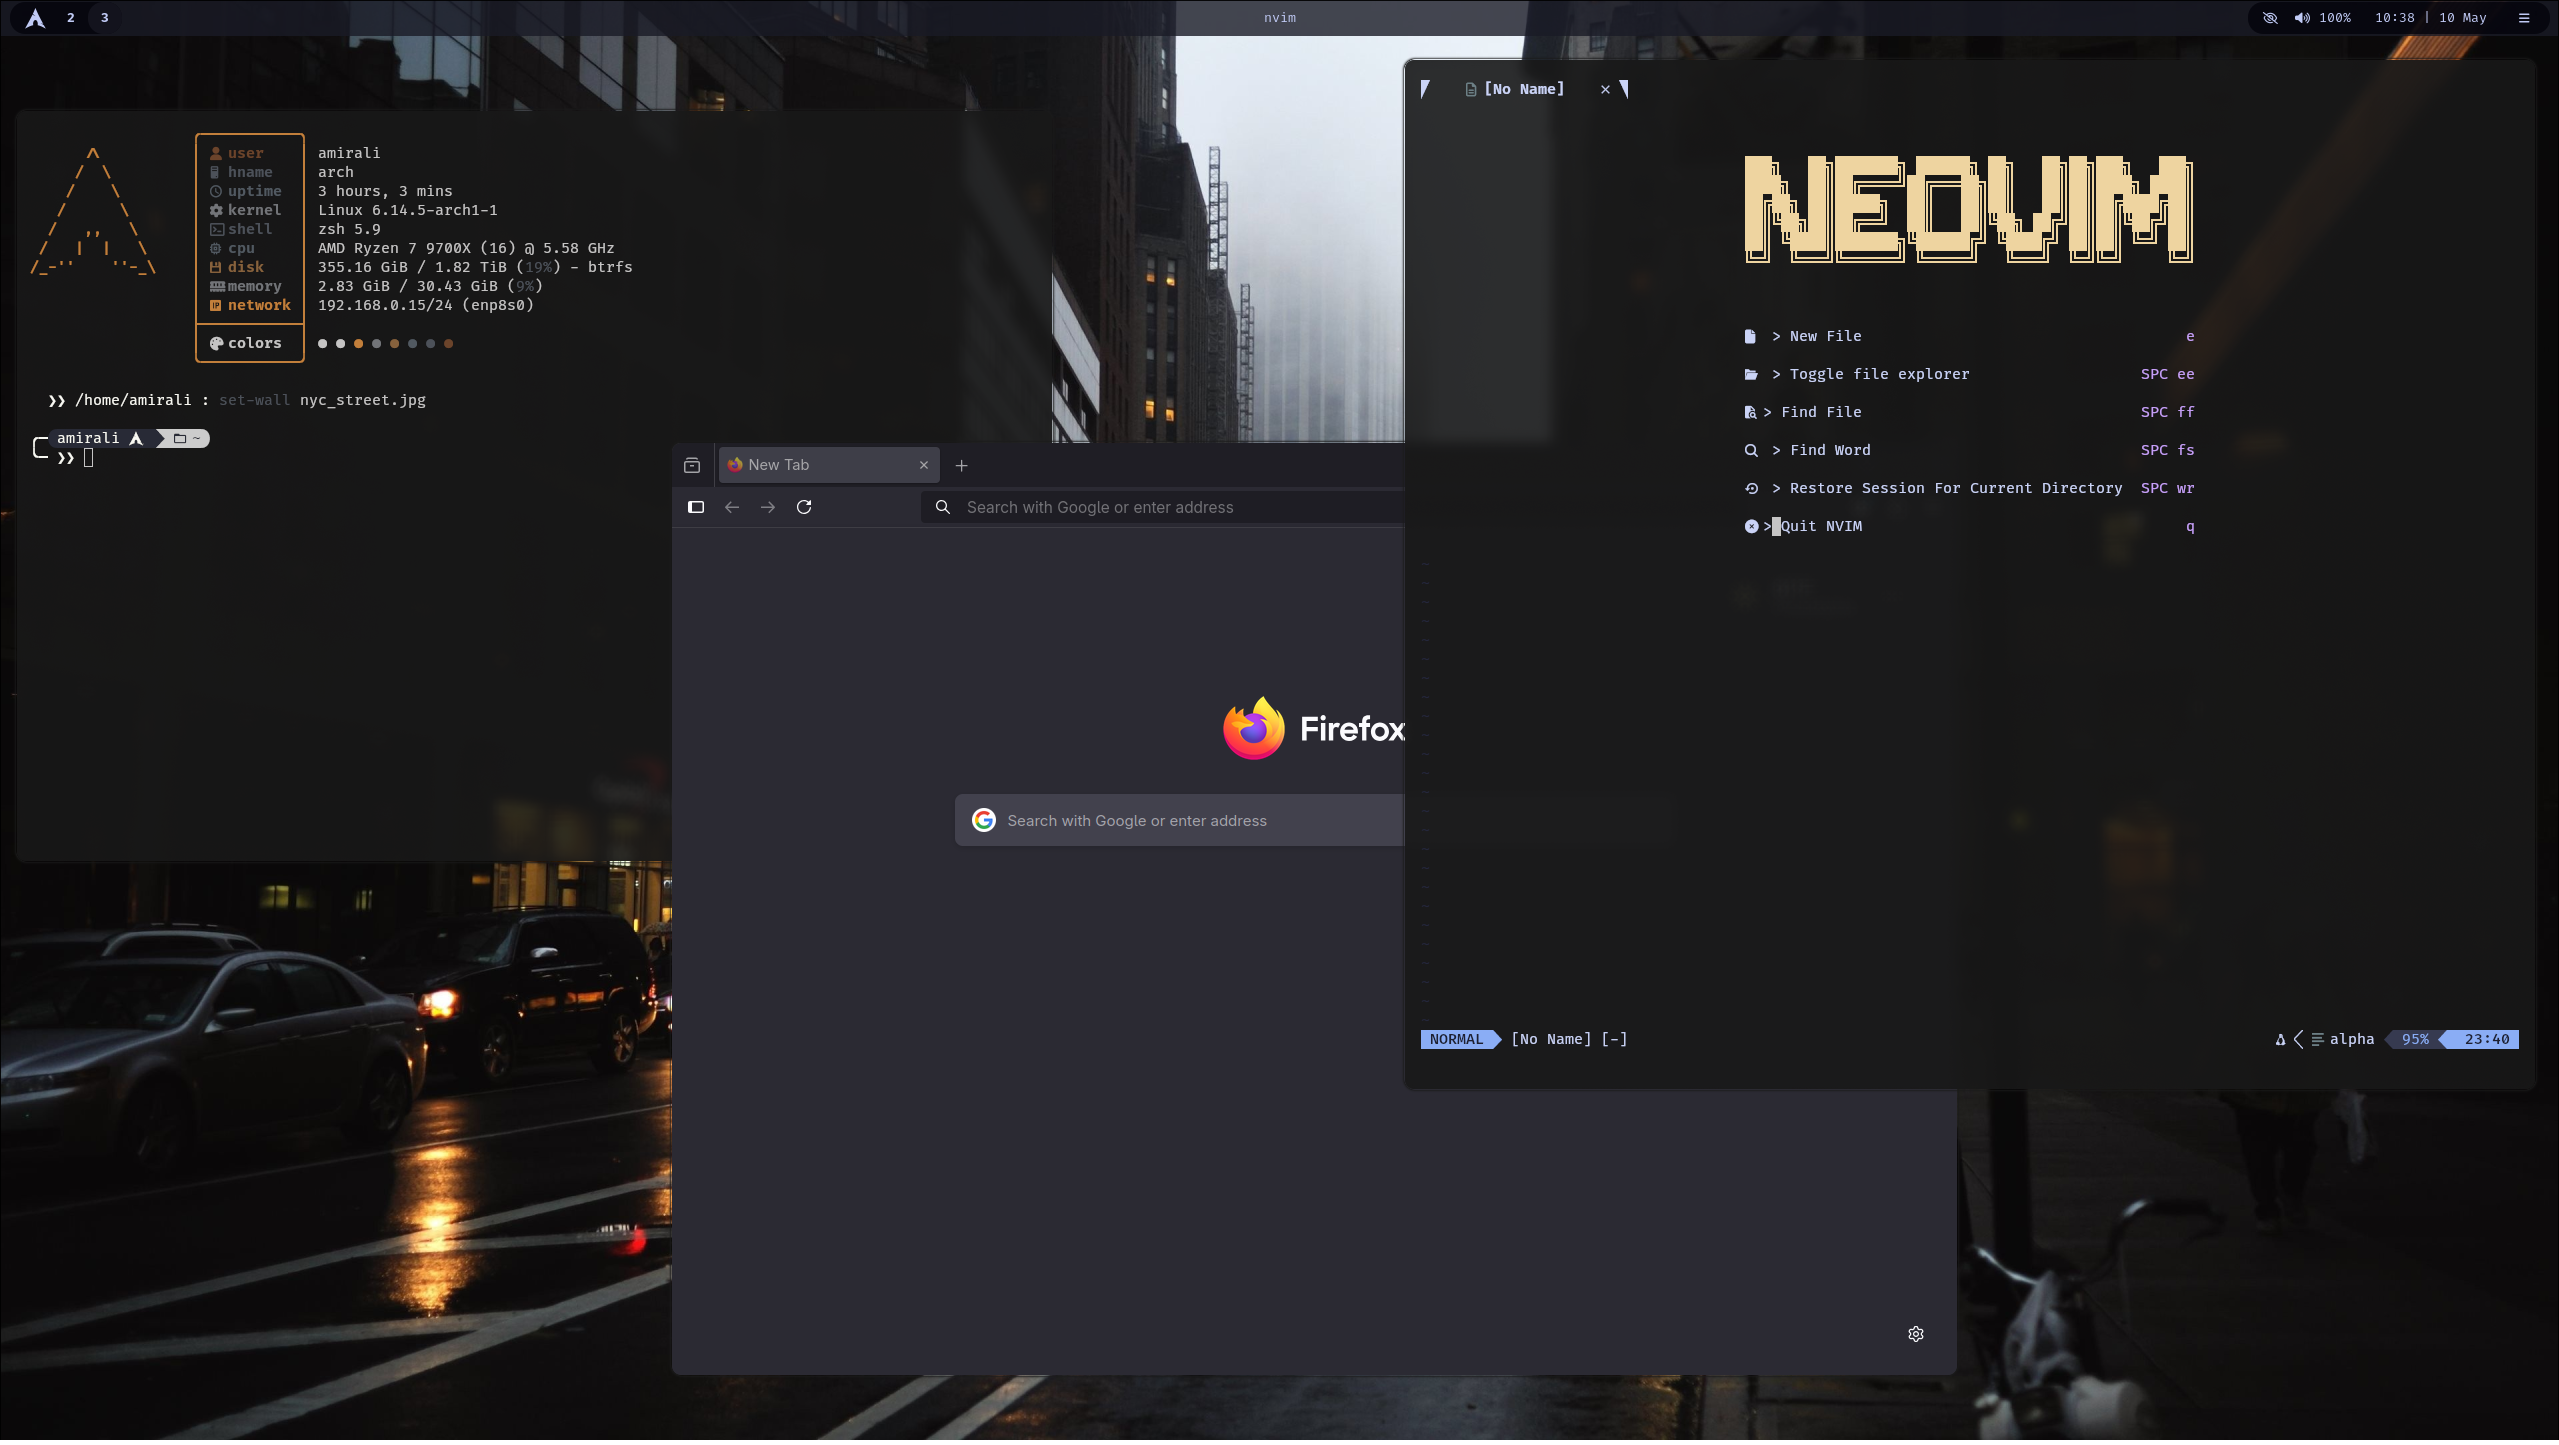 2 3
nvim
100% 10:38 | 10 May
user amirali
hname arch
uptime 3 hours, 3 mins
kernel Linux 6.14.5-arch1-1
shell zsh 5.9
cpu AMD Ryzen 7 9700X (16) @ 5.58 GHz
disk 355.16 GiB / 1.82 TiB (19%) - btrfs
memory 2.83 GiB / 30.43 GiB (9%)
network 192.168.0.15/24 (enp8s0)
colors
❯❯ /home/amirali : set-wall nyc_street.jpg
amirali ~
❯❯
New Tab
Search with Google or enter address
Firefox
Search with Google or enter address
[No Name] ×
NEOVIM
> New File e
> Toggle file explorer SPC ee
> Find File SPC ff
> Find Word SPC fs
> Restore Session For Current Directory SPC wr
> Quit NVIM q
NORMAL [No Name] [-] alpha 95% 23:40